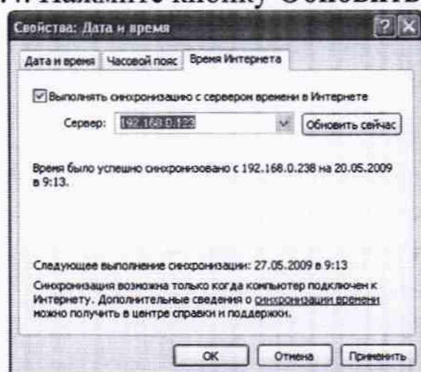 Нажмите кнопку Обновить
Свойства: Дата и время
Дата и время Часовой пояс Время Интернета
Выполнять синхронизацию с сервером времени в Интернете
Сервер: 192.168.0.123 Обновить сейчас
Время было успешно синхронизовано с 192.168.0.238 на 20.05.2009
в 9:13.
Следующее выполнение синхронизации: 27.05.2009 в 9:13
Синхронизация возможна только когда компьютер подключен к
Интернету. Дополнительные сведения о синхронизации времени
можно получить в центре справки и поддержки.
ОК Отмена Применить